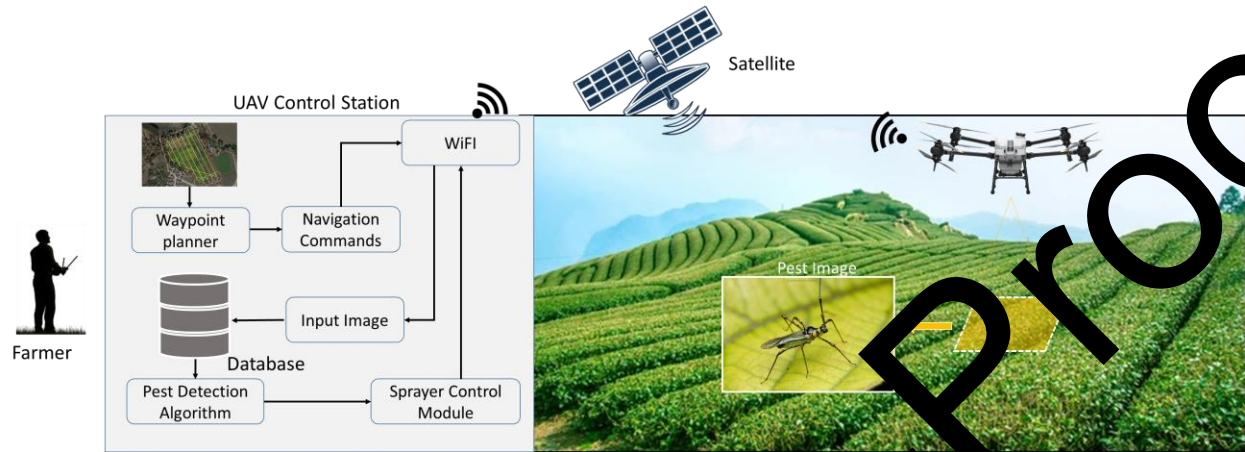 Satellite
UAV Control Station
WiFI
Waypoint
planner
Navigation
Commands
Pest Image
Input Image
Farmer
Database
Pest Detection
Algorithm
Sprayer Control
Module
Proo